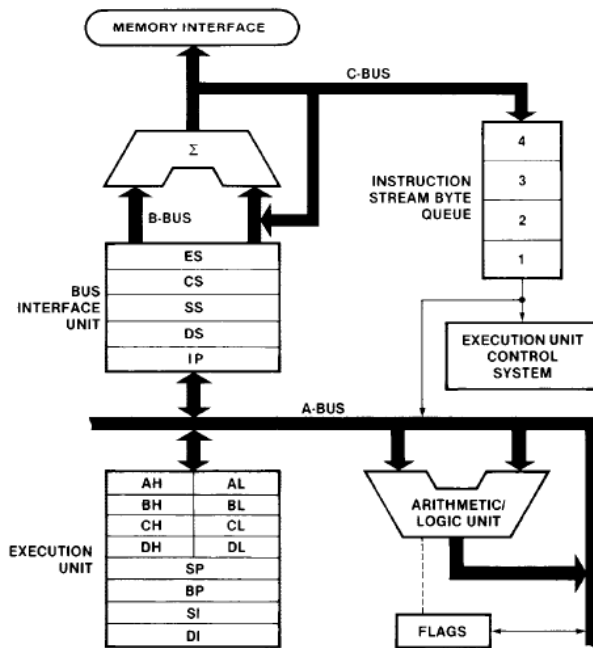 MEMORY INTERFACE
C-BUS
Σ
4
3
2
1
INSTRUCTION
STREAM BYTE
QUEUE
B-BUS
ES
CS
SS
DS
IP
BUS
INTERFACE
UNIT
EXECUTION UNIT
CONTROL
SYSTEM
A-BUS
AH AL
BH BL
CH CL
DH DL
SP
BP
SI
DI
EXECUTION
UNIT
ARITHMETIC/
LOGIC UNIT
FLAGS